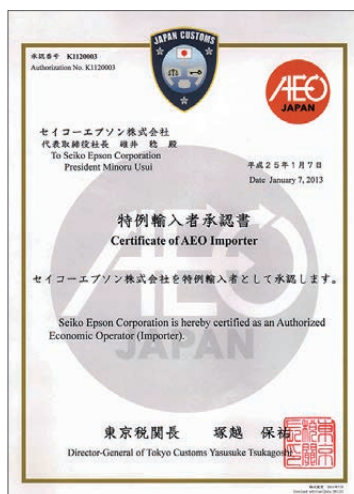 JAPAN CUSTOMS
承認番号 K1120003
Authorization No. K1120003
AEO
JAPAN
セイコーエプソン株式会社
代表取締役社長 碓井 稔 殿
To Seiko Epson Corporation
President Minoru Usui
平成25年1月7日
Date January 7, 2013
特例輸入者承認書
Certificate of AEO Importer
セイコーエプソン株式会社を特例輸入者として承認します。
Seiko Epson Corporation is hereby certified as an Authorized
Economic Operator (Importer).
AEO
JAPAN
東京税関長 塚越 保祐
Director-General of Tokyo Customs Yasusuke Tsukagoshi